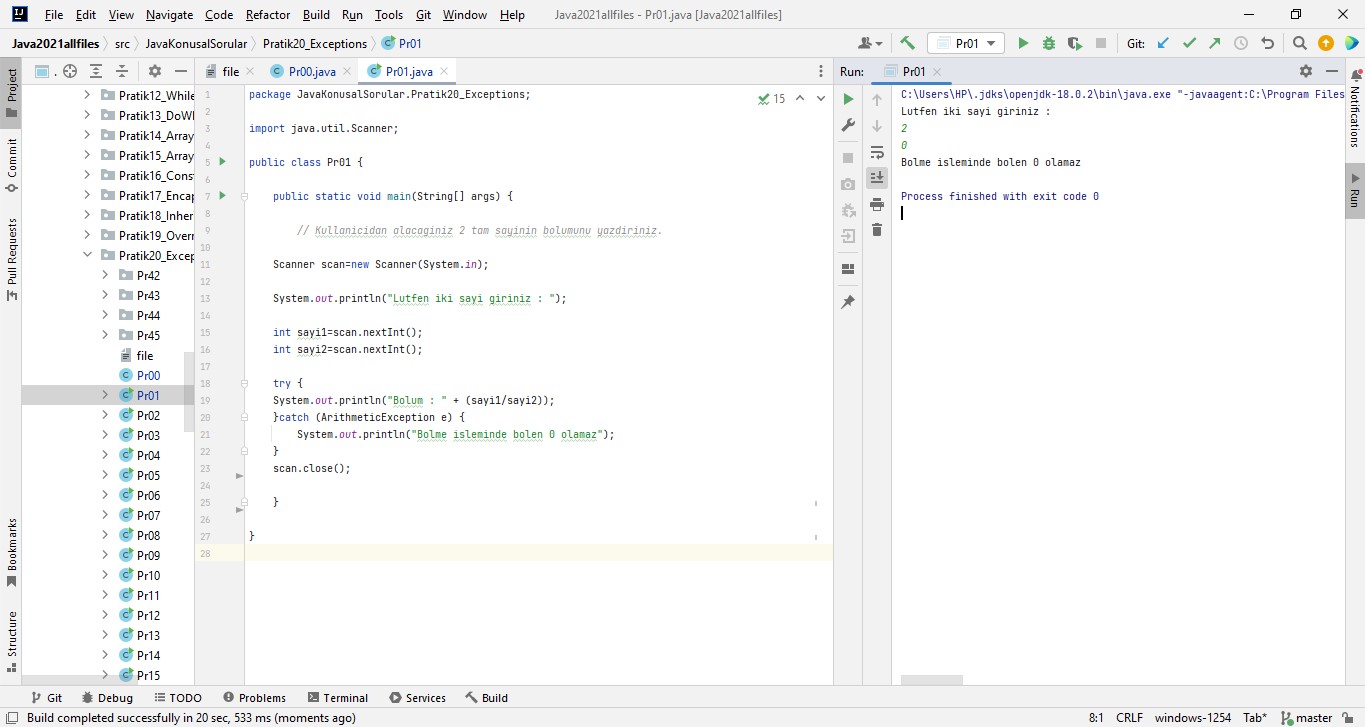 File Edit View Navigate Code Refactor Build Run Tools Git Window Help Java2021allfiles - Pr01.java [Java2021allfiles]
Java2021allfiles src JavaKonusalSorular Pratik20_Exceptions Pr01 Pr01 Git:
Project
Commit
Pull Requests
Bookmarks
Structure
Pratik12_While
Pratik13_DoWl
Pratik14_Array
Pratik15_Array
Pratik16_Cons
Pratik17_Encap
Pratik18_Inher
Pratik19_Overr
Pratik20_Except
Pr42
Pr43
Pr44
Pr45
file
Pr00
Pr01
Pr02
Pr03
Pr04
Pr05
Pr06
Pr07
Pr08
Pr09
Pr10
Pr11
Pr12
Pr13
Pr14
Pr15
file Pr00.java Pr01.java
15
1 package JavaKonusalSorular.Pratik20_Exceptions;
2
3 import java.util.Scanner;
4
5 public class Pr01 {
6
7 public static void main(String[] args) {
8
9 // Kullanicidan alacaginiz 2 tam sayinin bolumunu yazdiriniz.
10
11 Scanner scan=new Scanner(System.in);
12
13 System.out.println("Lutfen iki sayi giriniz : ");
14
15 int sayi1=scan.nextInt();
16 int sayi2=scan.nextInt();
17
18 try {
19 System.out.println("Bolum : " + (sayi1/sayi2));
20 }catch (ArithmeticException e) {
21 System.out.println("Bolme isleminde bolen 0 olamaz");
22 }
23 scan.close();
24
25 }
26
27 }
28
Run: Pr01
C:\Users\HP\.jdks\openjdk-18.0.2\bin\java.exe "-javaagent:C:\Program Files
Lutfen iki sayi giriniz :
2
0
Bolme isleminde bolen 0 olamaz
Process finished with exit code 0
Notifications
Run
Git Debug TODO Problems Terminal Services Build
Build completed successfully in 20 sec, 533 ms (moments ago) 8:1 CRLF windows-1254 Tab* master